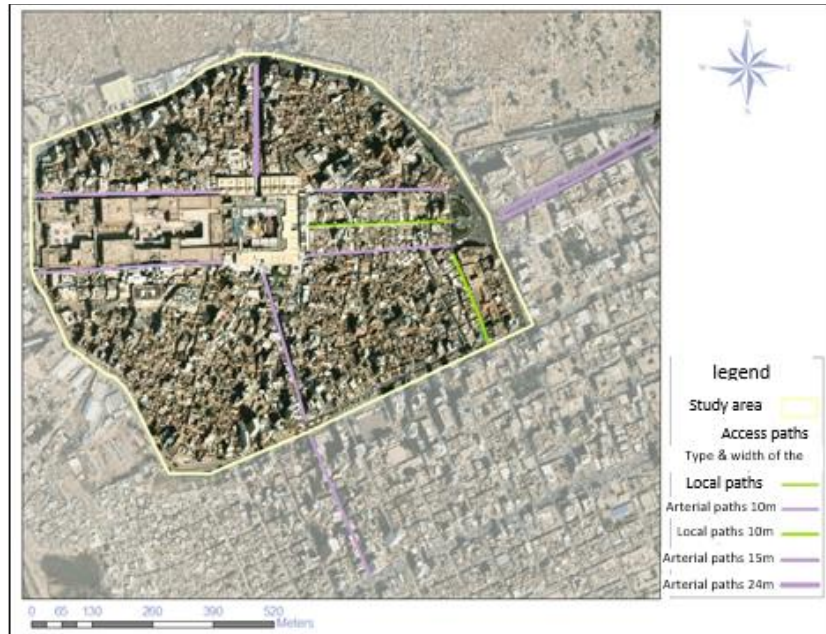 legend
Study area
Access paths
Type & width of the
Local paths
Arterial paths 10m
Local paths 10m
Arterial paths 15m
Arterial paths 24m
0 65 130 260 390 520
Meters